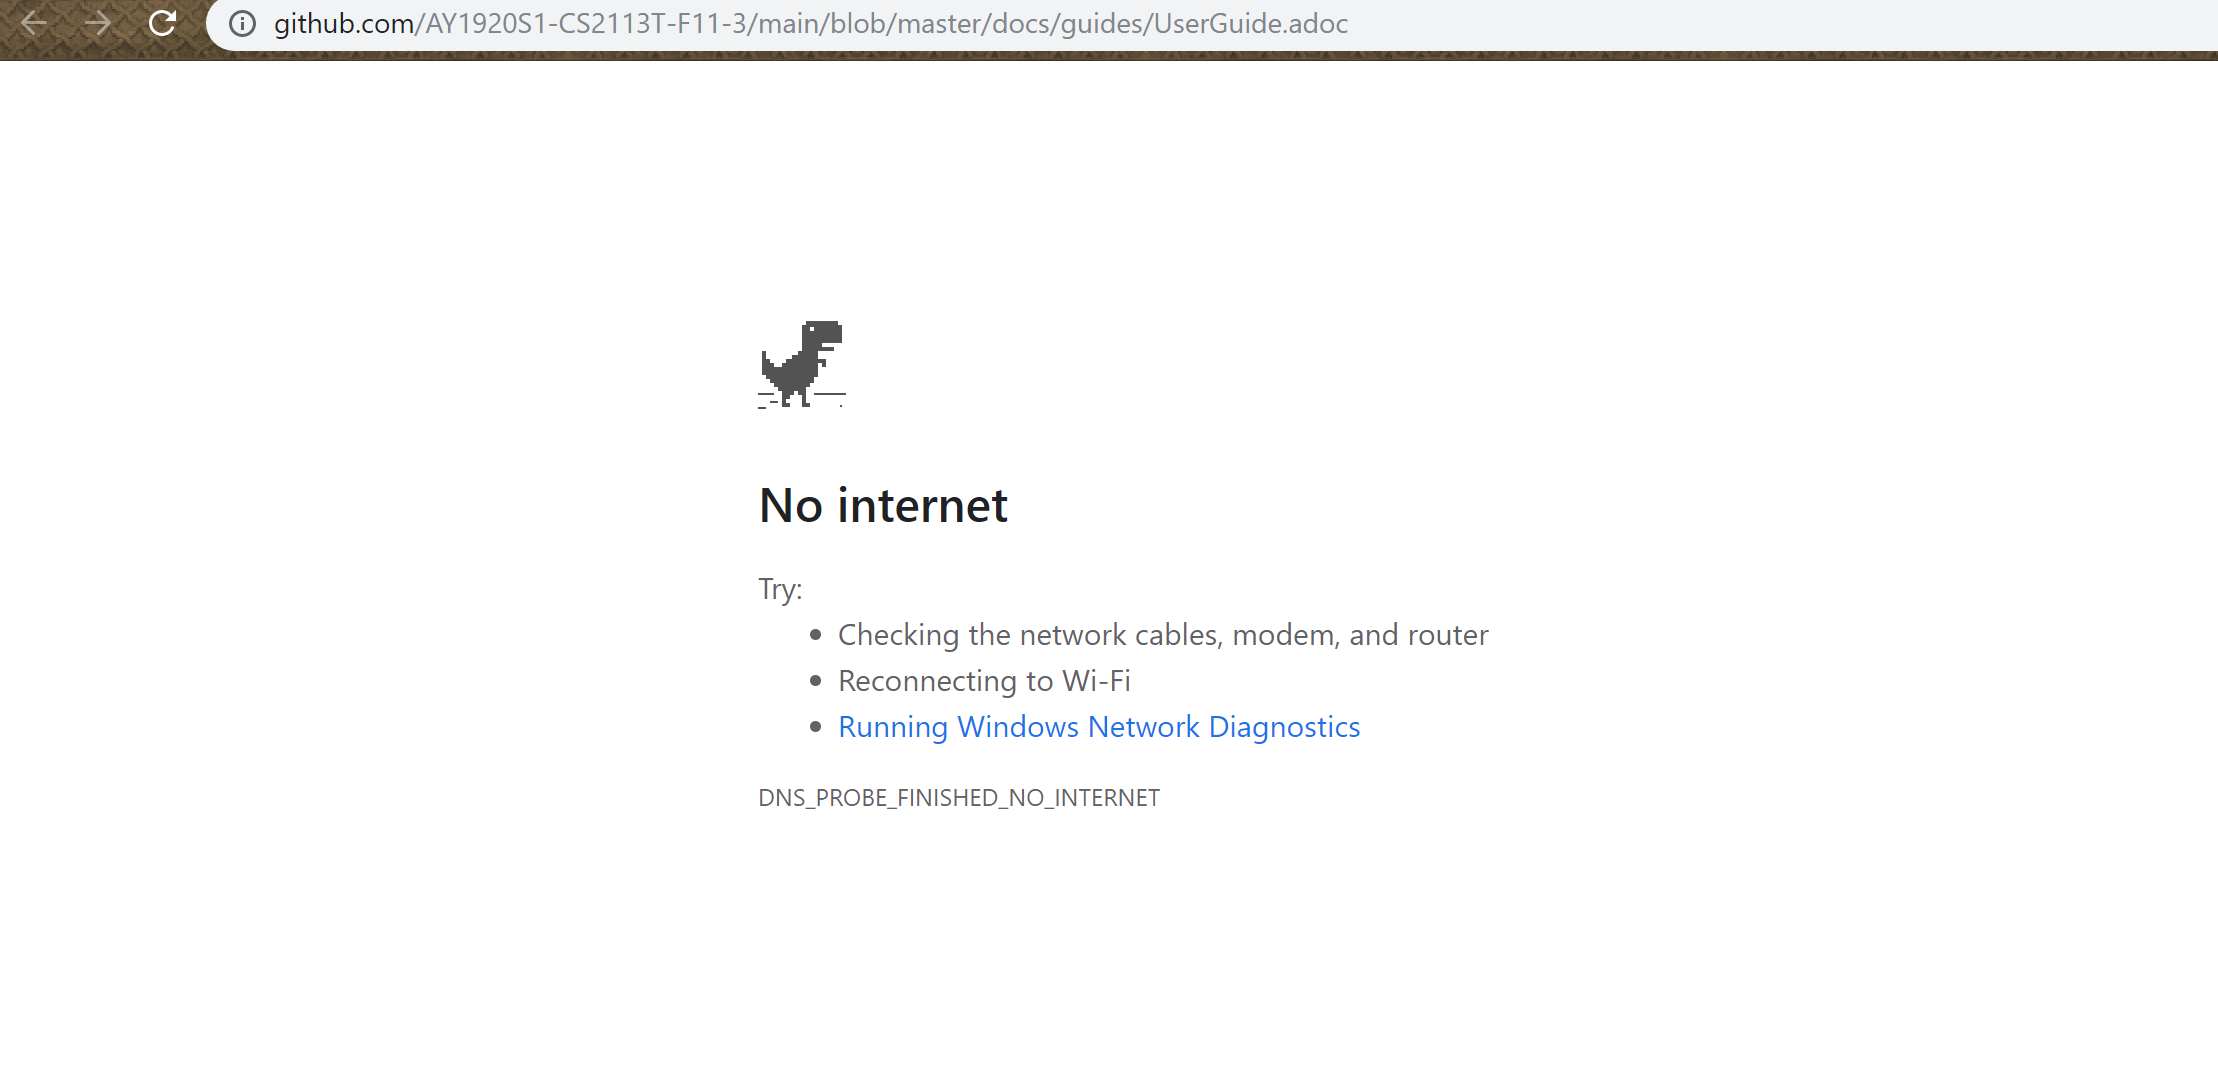 github.com/AY1920S1-CS2113T-F11-3/main/blob/master/docs/guides/UserGuide.adoc
No internet
Try:
Checking the network cables, modem, and router
Reconnecting to Wi-Fi
Running Windows Network Diagnostics
DNS_PROBE_FINISHED_NO_INTERNET